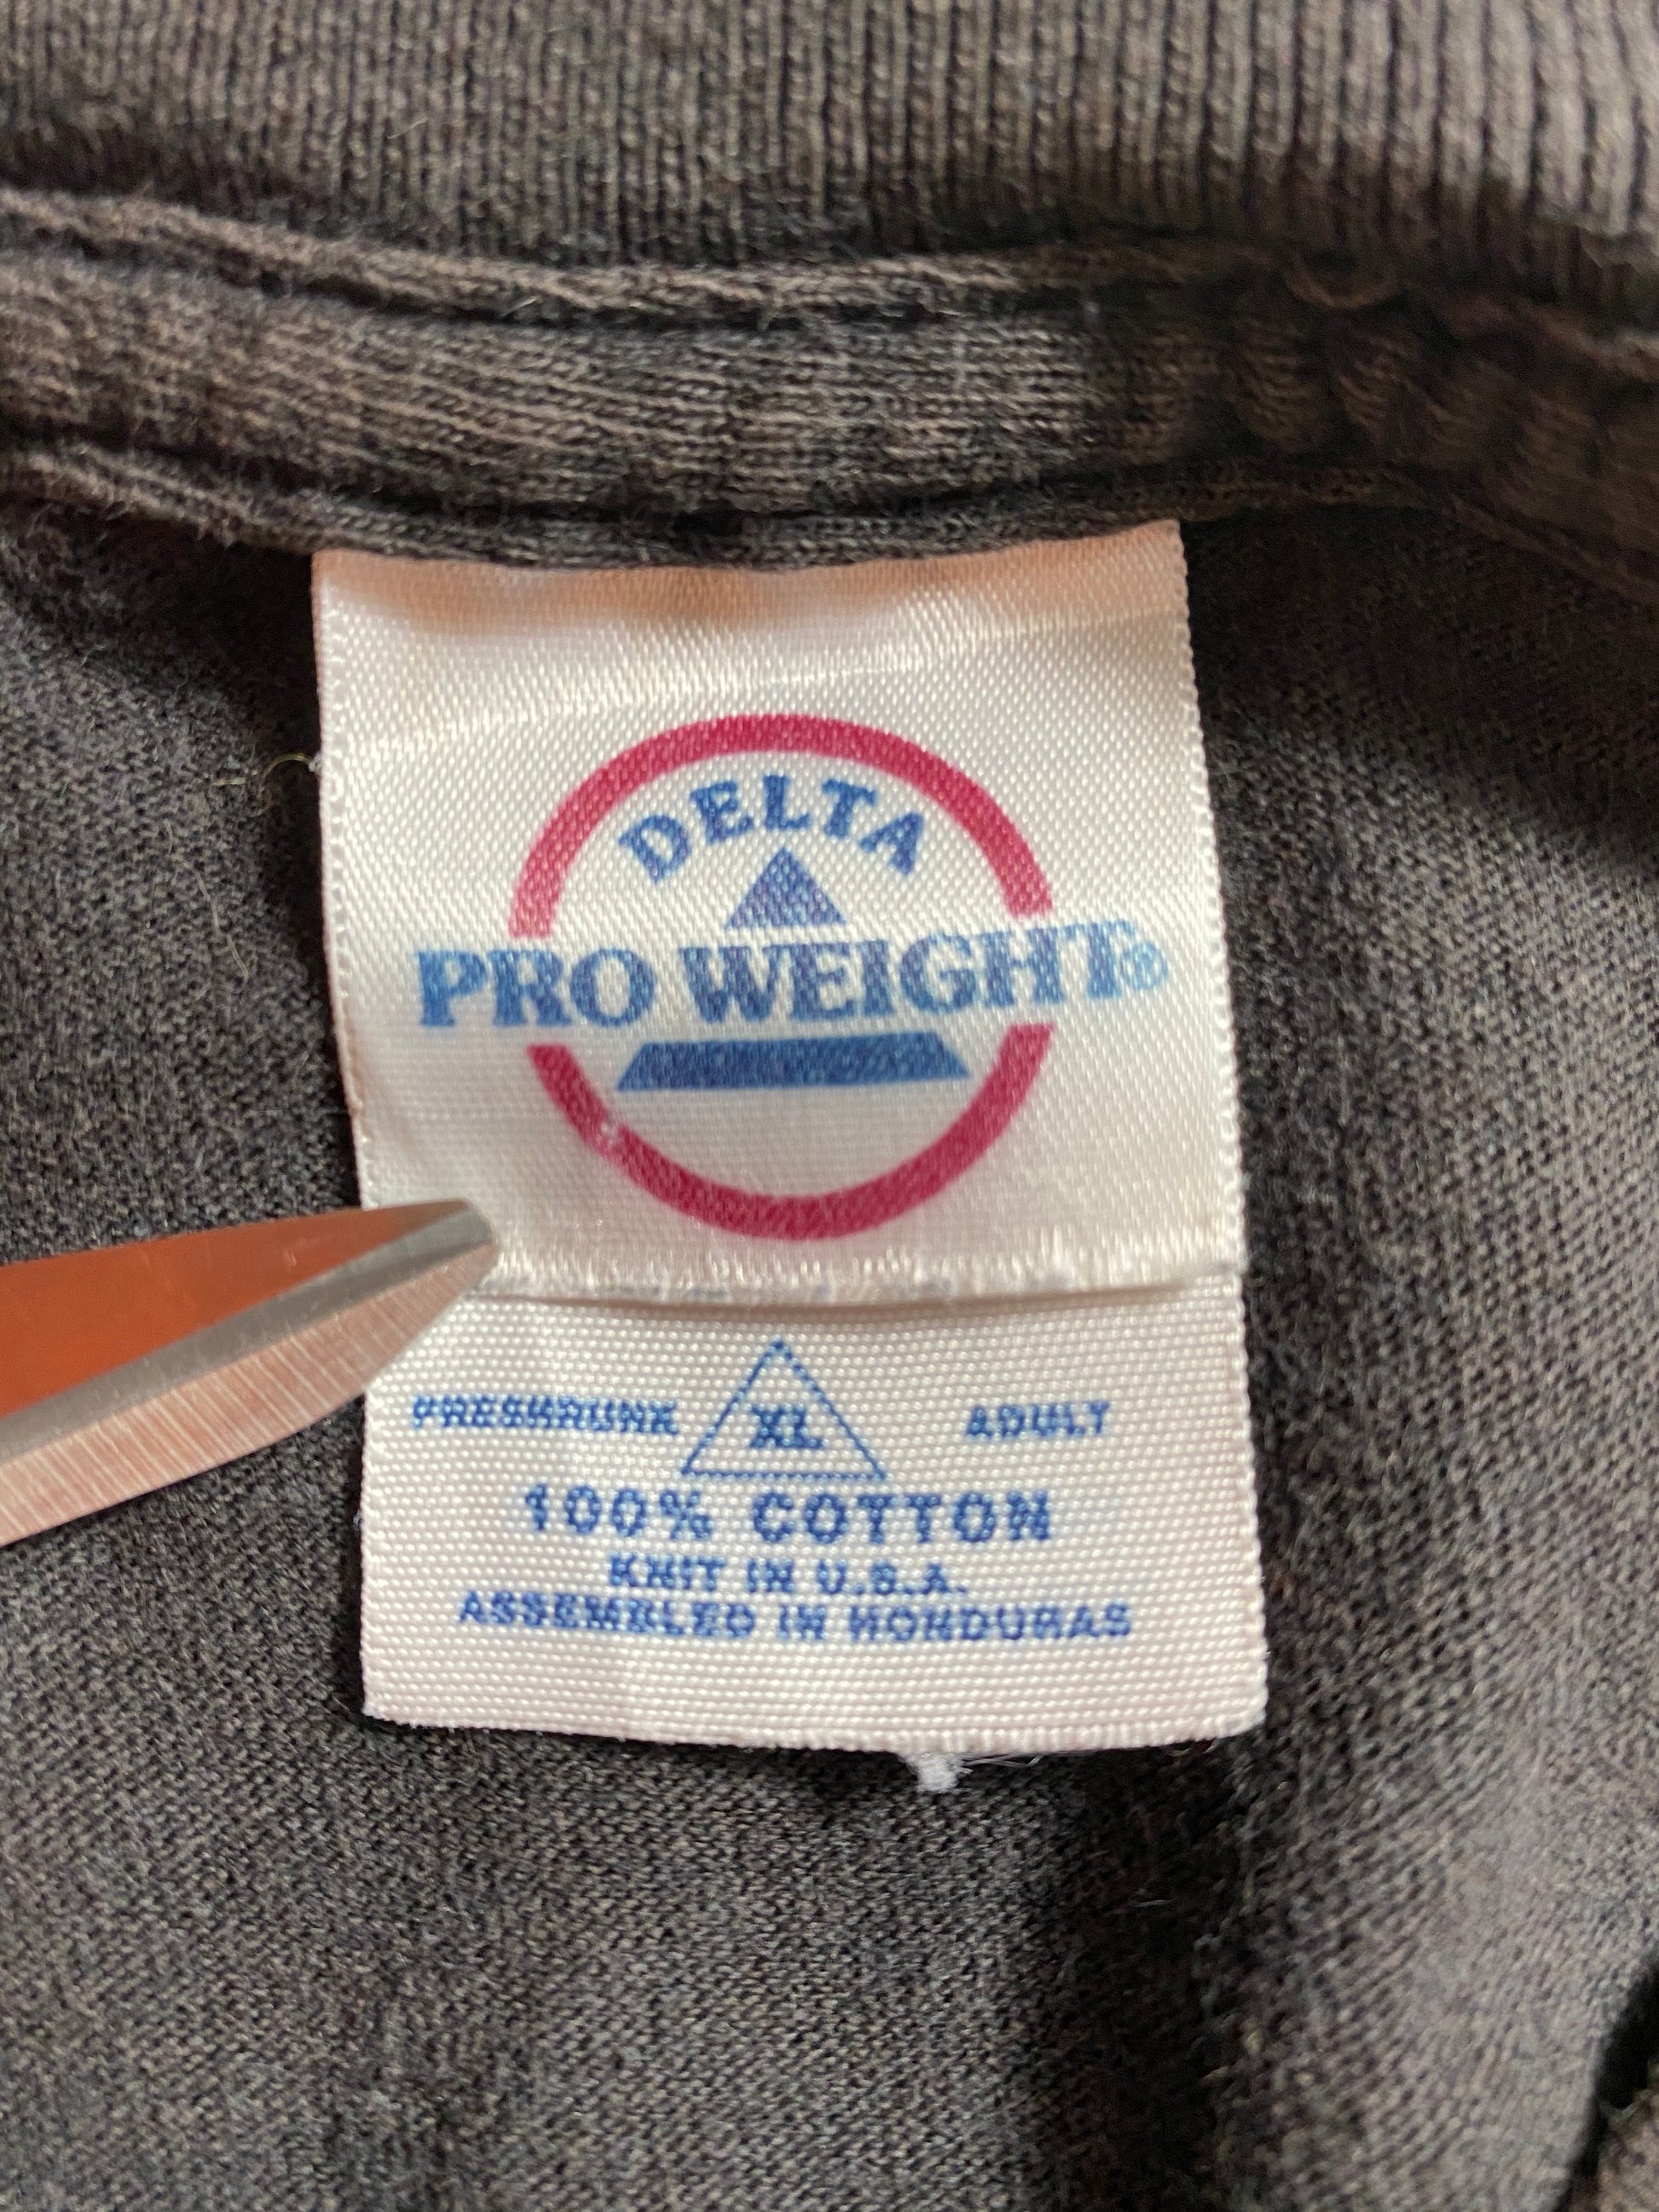 DELTA
PRO WEIGHT®
PRESHRUNK XL ADULT
100% COTTON
KNIT IN U.S.A.
ASSEMBLED IN HONDURAS